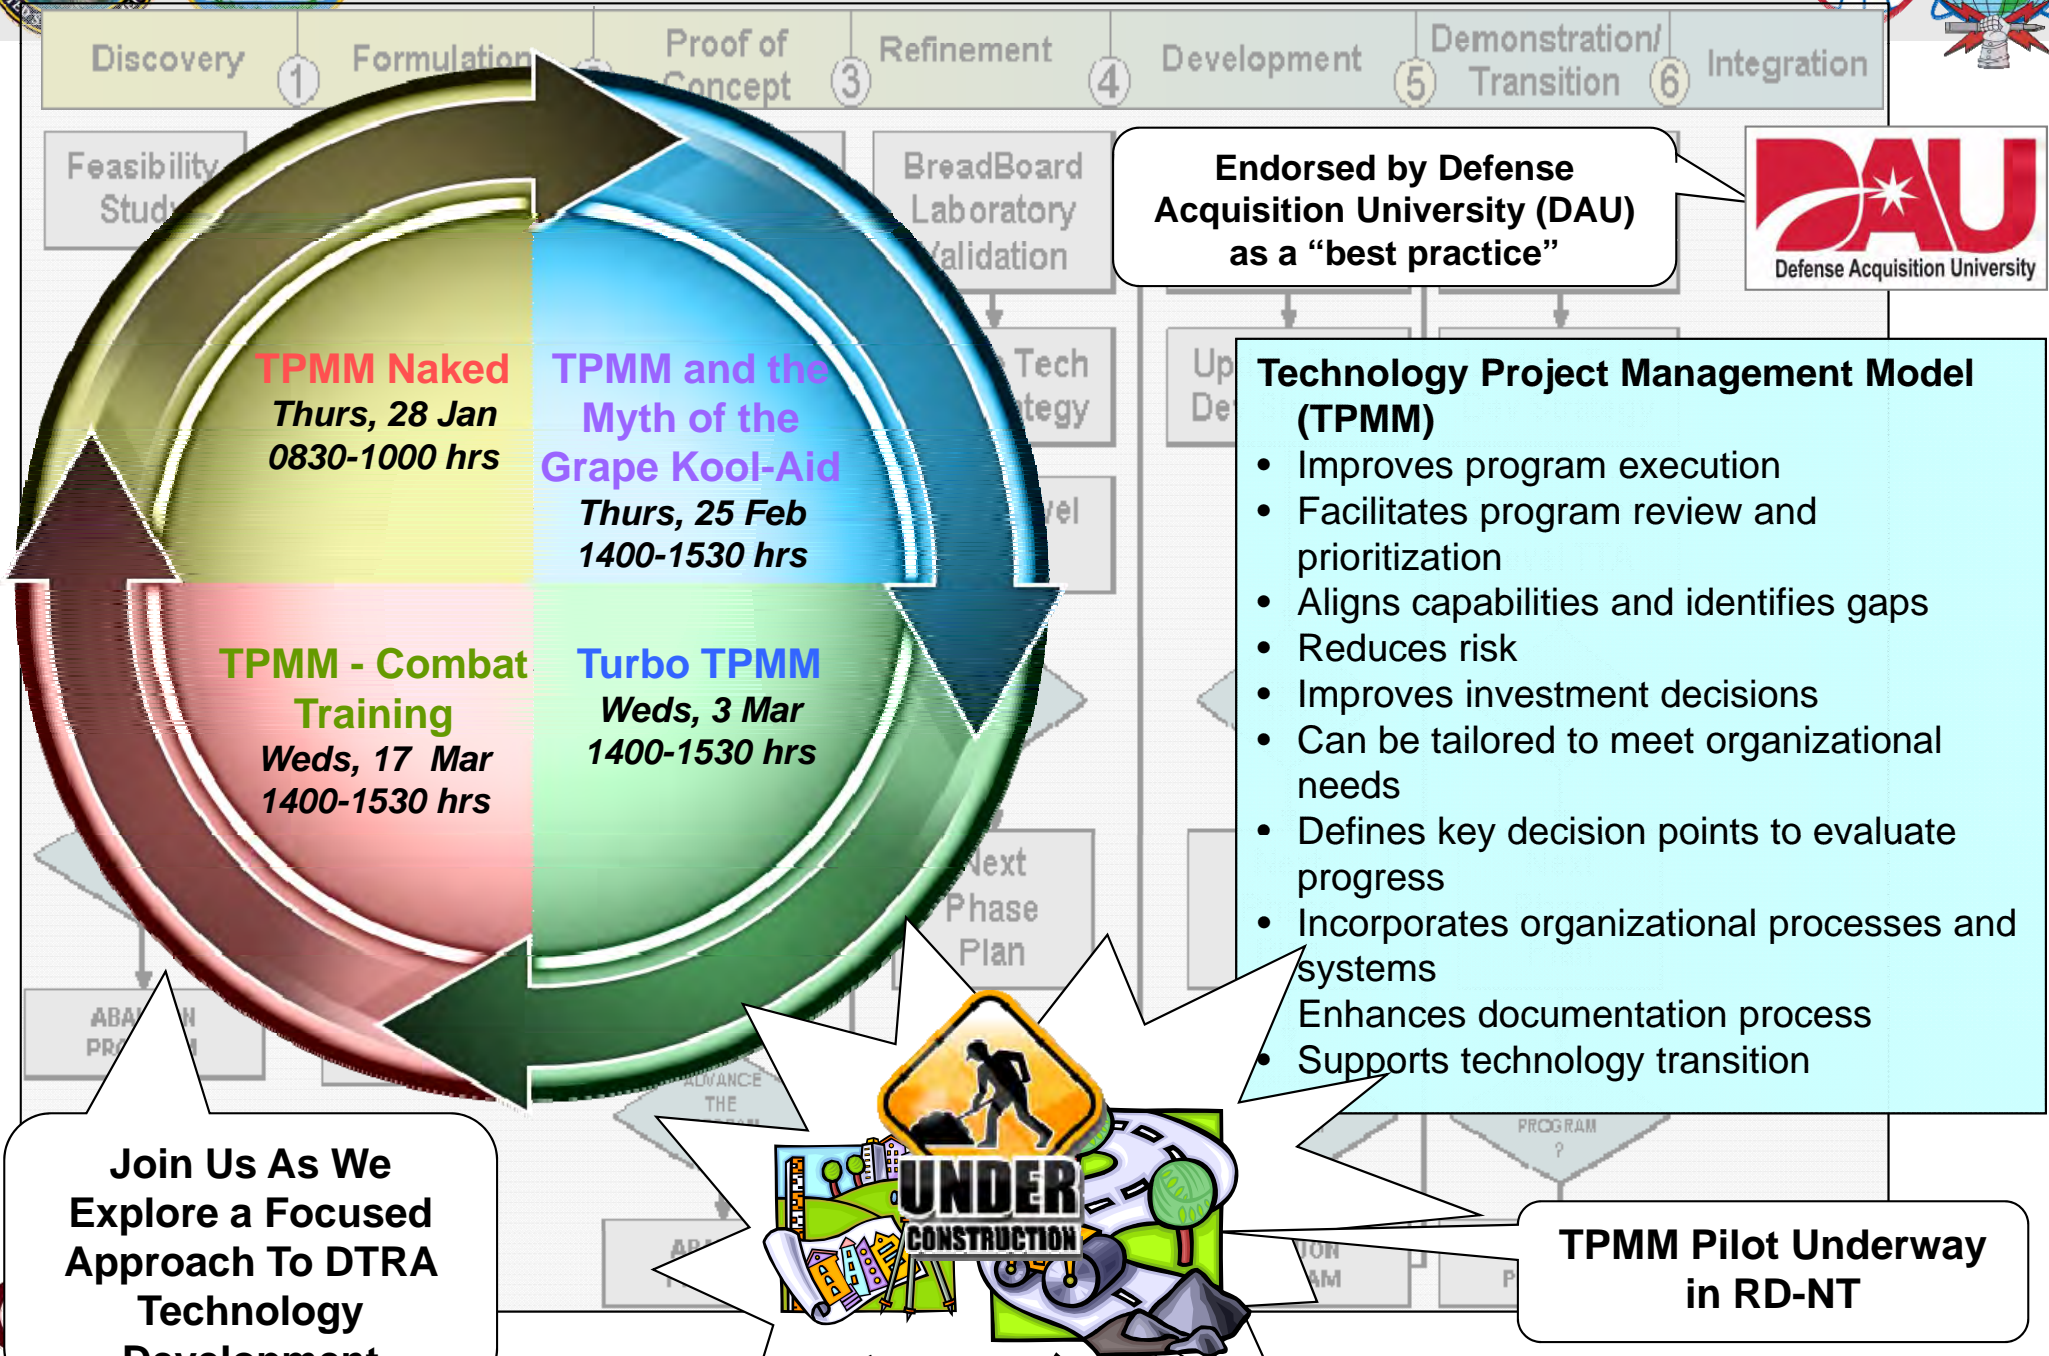 Discovery
1
Formulation
Proof of
Concept
3
Refinement
4
Development
5
Demonstration/
Transition
6
Integration
Feasibility
Study
BreadBoard
Laboratory
Validation
Endorsed by Defense
Acquisition University (DAU)
as a “best practice”
DAU
Defense Acquisition University
Tech
TPMM Naked
Thurs, 28 Jan
0830-1000 hrs
TPMM and the
Myth of the
Grape Kool-Aid
Thurs, 25 Feb
1400-1530 hrs
TPMM - Combat
Training
Weds, 17 Mar
1400-1530 hrs
Turbo TPMM
Weds, 3 Mar
1400-1530 hrs
Technology Project Management Model
(TPMM)
• Improves program execution
• Facilitates program review and
prioritization
• Aligns capabilities and identifies gaps
• Reduces risk
• Improves investment decisions
• Can be tailored to meet organizational
needs
• Defines key decision points to evaluate
progress
• Incorporates organizational processes and
systems
Enhances documentation process
• Supports technology transition
Next
Phase
Plan
ADVANCE
THE
PROGRAM
?
UNDER
CONSTRUCTION
Join Us As We
Explore a Focused
Approach To DTRA
Technology
Development
TPMM Pilot Underway
in RD-NT